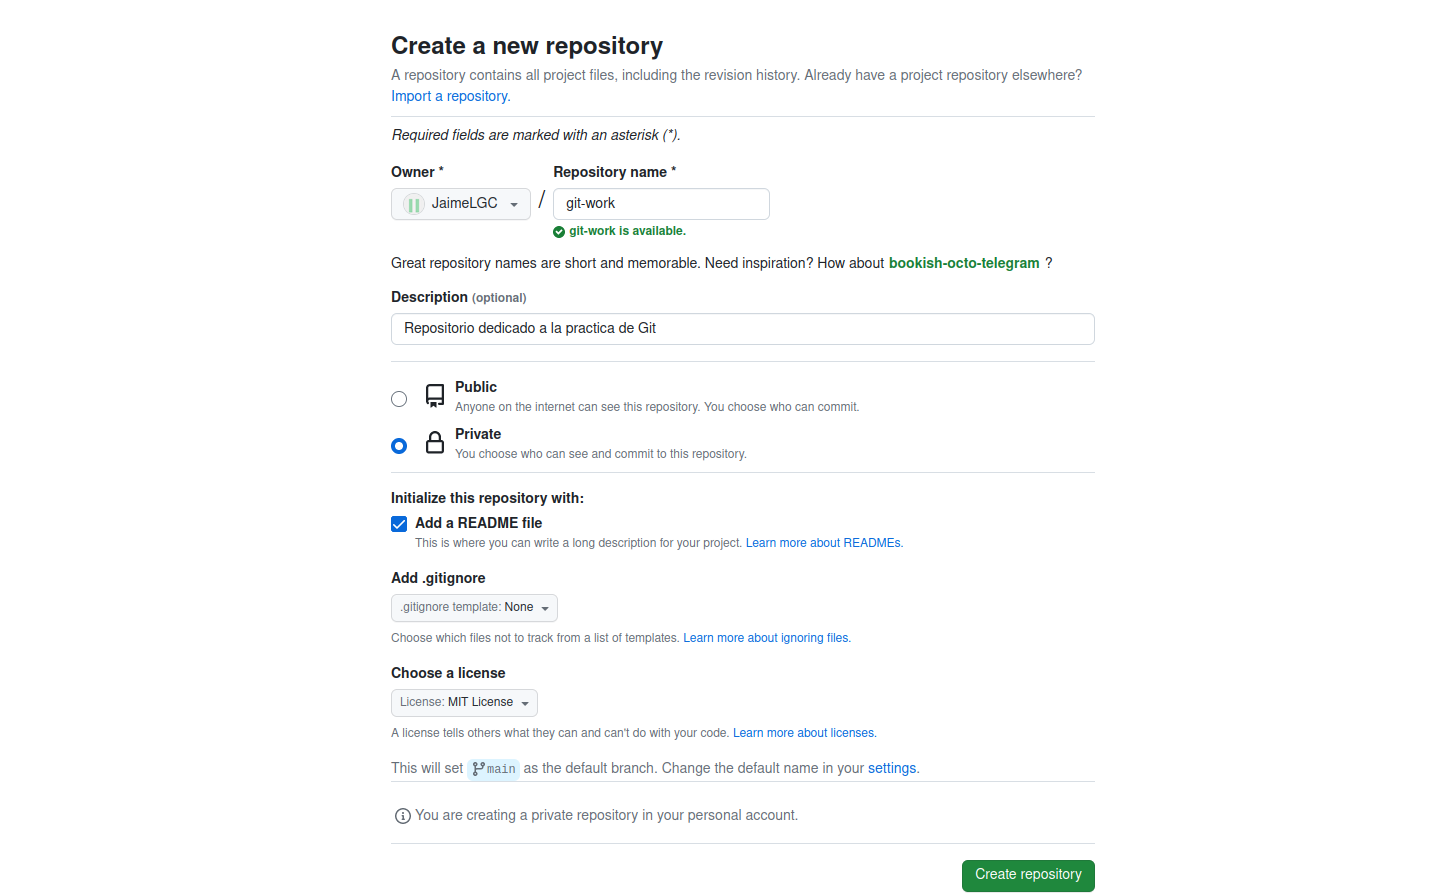 Create a new repository
A repository contains all project files, including the revision history. Already have a project repository elsewhere?
Import a repository.
Required fields are marked with an asterisk (*).
Owner * Repository name *
JaimeLGC / git-work
git-work is available.
Great repository names are short and memorable. Need inspiration? How about bookish-octo-telegram ?
Description (optional)
Repositorio dedicado a la practica de Git
Public
Anyone on the internet can see this repository. You choose who can commit.
Private
You choose who can see and commit to this repository.
Initialize this repository with:
Add a README file
This is where you can write a long description for your project. Learn more about READMEs.
Add .gitignore
.gitignore template: None
Choose which files not to track from a list of templates. Learn more about ignoring files.
Choose a license
License: MIT License
A license tells others what they can and can't do with your code. Learn more about licenses.
This will set main as the default branch. Change the default name in your settings.
You are creating a private repository in your personal account.
Create repository